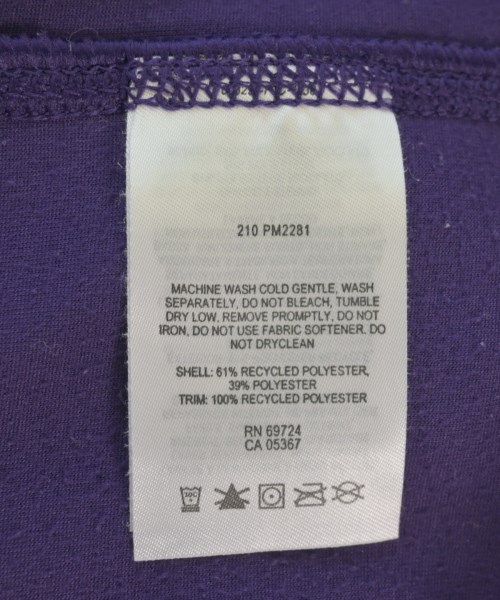 210 PM2281
MACHINE WASH COLD GENTLE, WASH
SEPARATELY, DO NOT BLEACH, TUMBLE
DRY LOW. REMOVE PROMPTLY, DO NOT
IRON, DO NOT USE FABRIC SOFTENER. DO
NOT DRYCLEAN
SHELL: 61% RECYCLED POLYESTER,
39% POLYESTER
TRIM: 100% RECYCLED POLYESTER
RN 69724
CA 05367
30C